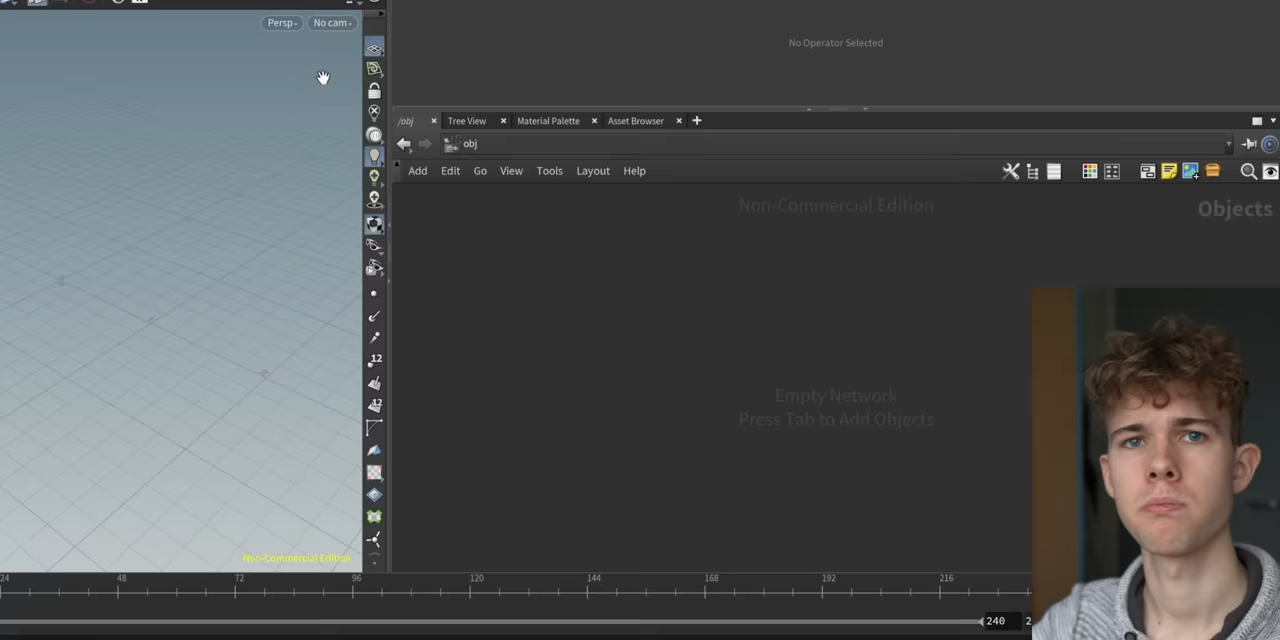 Persp
No cam
No Operator Selected
/obj
Tree View
Material Palette
Asset Browser
obj
Add
Edit
Go
View
Tools
Layout
Help
Non-Commercial Edition
Objects
12
12
Empty Network
Press Tab to Add Objects
Non-Commercial Edition
24
48
72
96
120
144
168
192
216
240
2